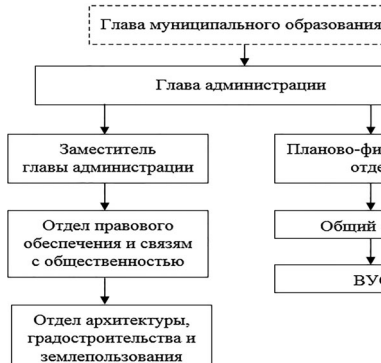 Глава муниципального образования
Глава администрации
Заместитель
главы администрации
Отдел правового
обеспечения и связям
с общественностью
Отдел архитектуры,
градостроительства и
землепользования
Общий